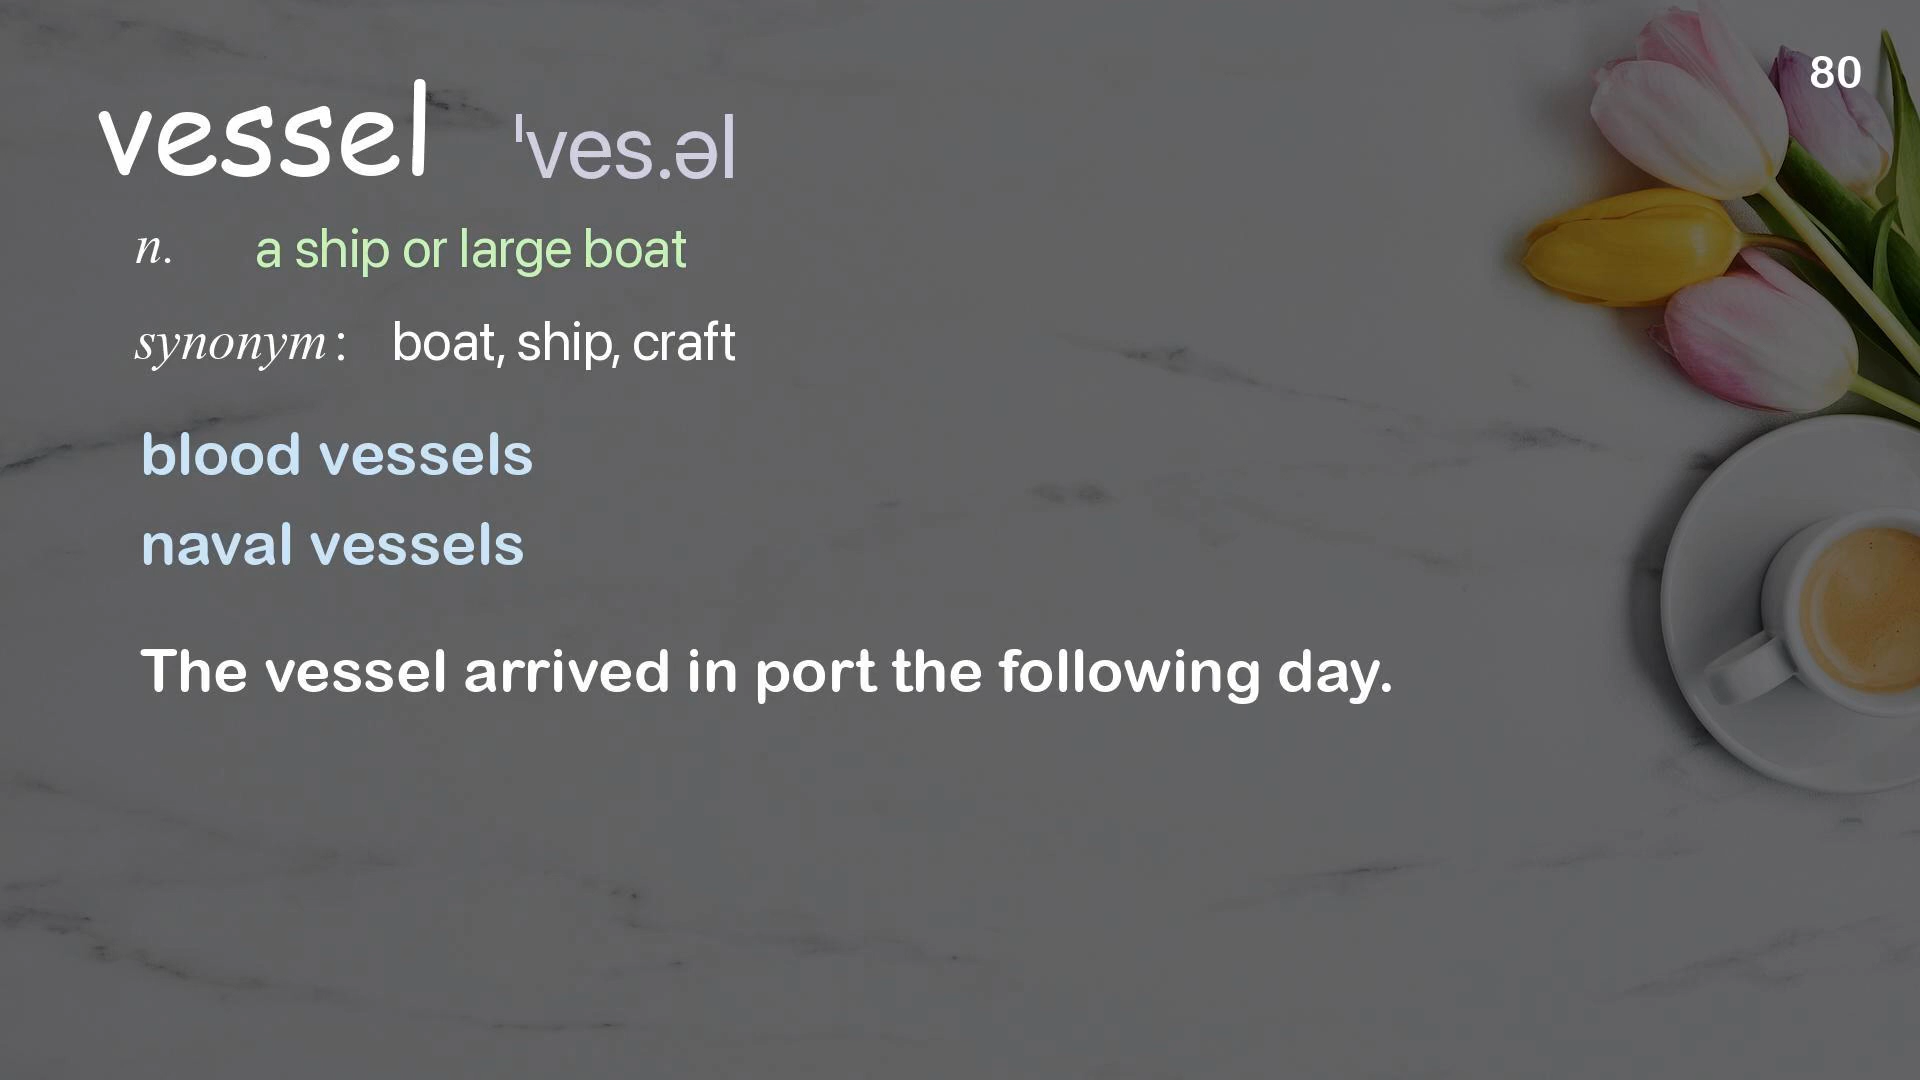 80
vessel ˈves.əl
n. a ship or large boat
synonym: boat, ship, craft
blood vessels
naval vessels
The vessel arrived in port the following day.